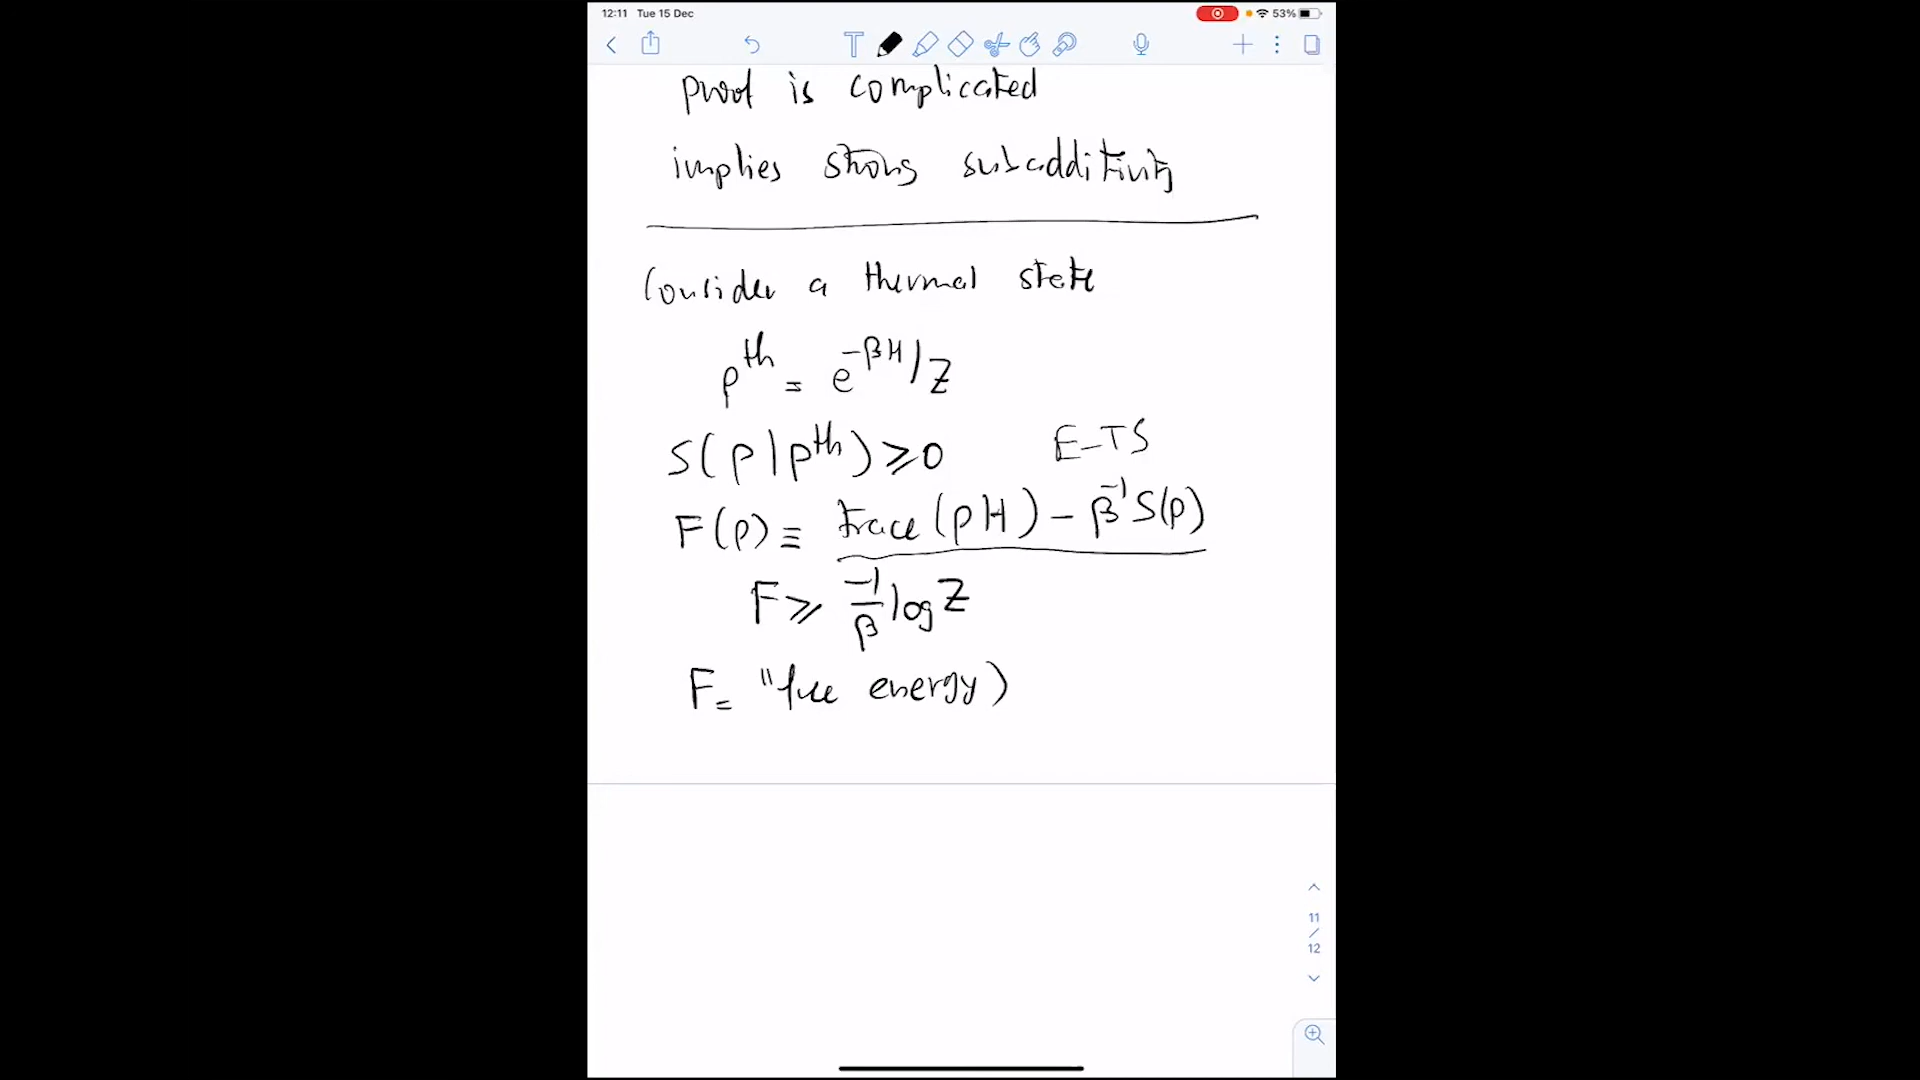 12:11 Tue 15 Dec 53%
T
proof is complicated
implies strong subadditivity
Consider a thermal state
ρ^th = e^{-βH}/Z
S(ρ|ρ^th) ≥ 0 E-TS
F(ρ) ≡ trace(ρH) - β^{-1}S(ρ)
F ≥ -1/β log Z
F = "free energy)
11
/
12